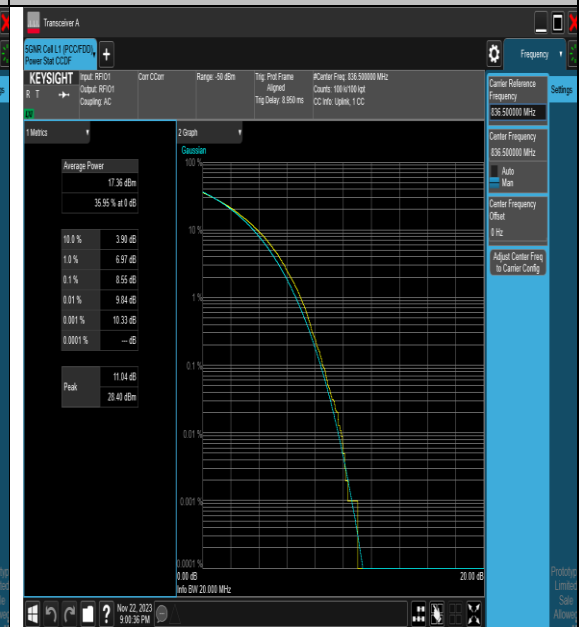 Transceiver A
5GNR Cell L1 (PCC/FDD)
Power Stat CCDF
Frequency
KEYSIGHT
R T
Input: RFIO1
Output: RFIO1
Coupling: AC
Corr CCorr
Range: -50 dBm
Trig: Prot Frame
Aligned
Trig Delay: 8.950 ms
#Center Freq: 836.500000 MHz
Counts: 100 k/100 kpt
CC Info: Uplink, 1 CC
Carrier Reference
Frequency
836.500000 MHz
Settings
Center Frequency
836.500000 MHz
Auto
Man
Center Frequency
Offset
0 Hz
Adjust Center Freq
to Carrier Config
1 Metrics
Average Power
17.36 dBm
35.95 % at 0 dB
10.0 % 3.90 dB
1.0 % 6.97 dB
0.1 % 8.55 dB
0.01 % 9.84 dB
0.001 % 10.33 dB
0.0001 % --- dB
Peak
11.04 dB
28.40 dBm
2 Graph
Gaussian
100 %
10 %
1 %
0.1 %
0.01 %
0.001 %
0.0001 %
0.00 dB
20.00 dB
Info BW 20.000 MHz
Nov 22, 2023
9:00:36 PM